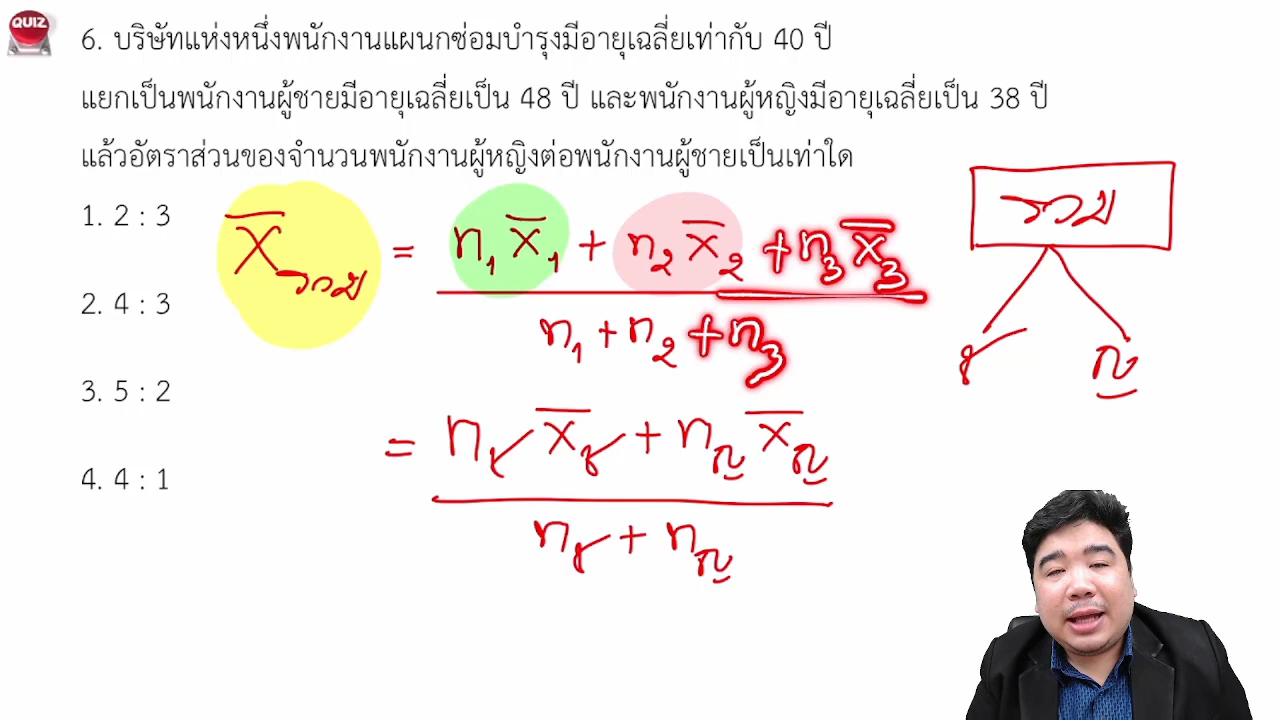 QUIZ
6. บริษัทแห่งหนึ่งพนักงานแผนกซ่อมบำรุงมีอายุเฉลี่ยเท่ากับ 40 ปี
แยกเป็นพนักงานผู้ชายมีอายุเฉลี่ยเป็น 48 ปี และพนักงานผู้หญิงมีอายุเฉลี่ยเป็น 38 ปี
แล้วอัตราส่วนของจำนวนพนักงานผู้หญิงต่อพนักงานผู้ชายเป็นเท่าใด
1. 2 : 3
2. 4 : 3
3. 5 : 2
4. 4 : 1
x̄รวม = n₁x̄₁ + n₂x̄₂ + n₃x̄₃
n₁ + n₂ + n₃
= nชx̄ช + nญx̄ญ
nช + nญ
รวม
ช ญ